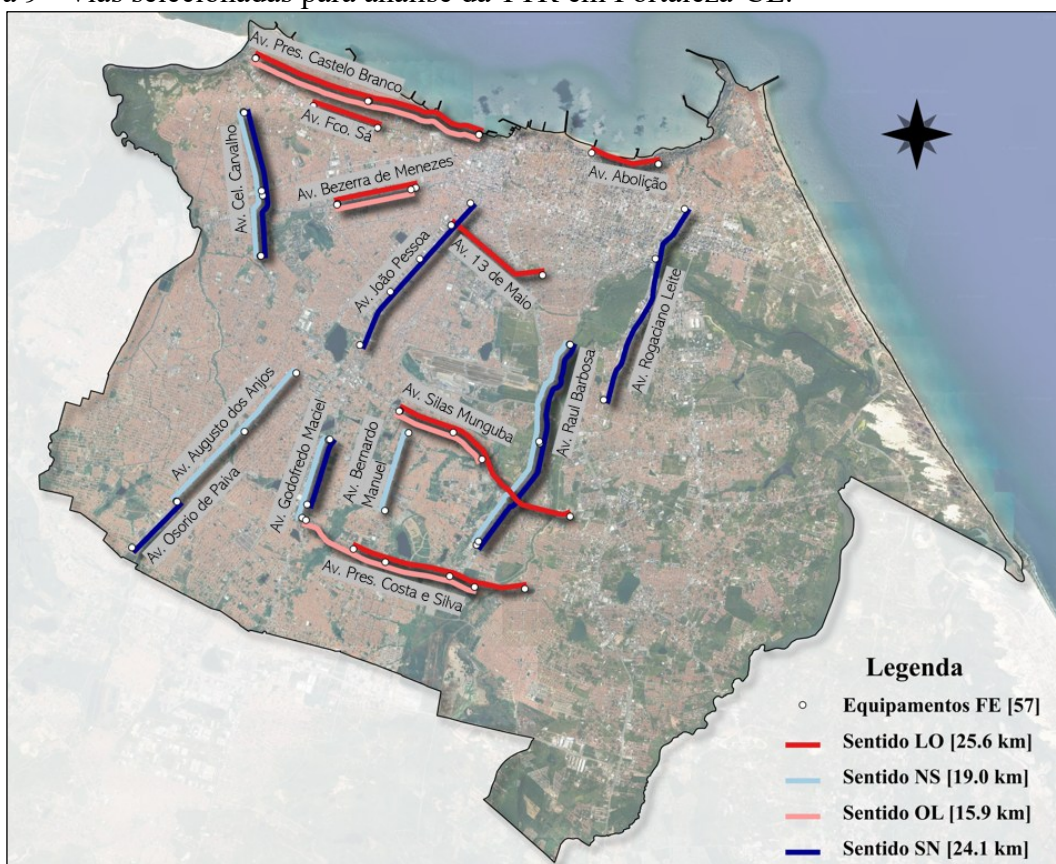 Vias selecionadas para análise da TTR em Fortaleza-CE.
Av. Pres. Castelo Branco
Av. Fco. Sá
Av. Cel. Carvalho
Av. Bezerra de Menezes
Av. Abolição
Av. João Pessoa
Av. 13 de Maio
Av. Rogaciano Leite
Av. Raul Barbosa
Av. Augusto dos Anjos
Av. Silas Munguba
Av. Godofredo Maciel
Av. Bernardo
Manuel
Av. Osorio de Paiva
Av. Pres. Costa e Silva
Legenda
Equipamentos FE [57]
Sentido LO [25.6 km]
Sentido NS [19.0 km]
Sentido OL [15.9 km]
Sentido SN [24.1 km]